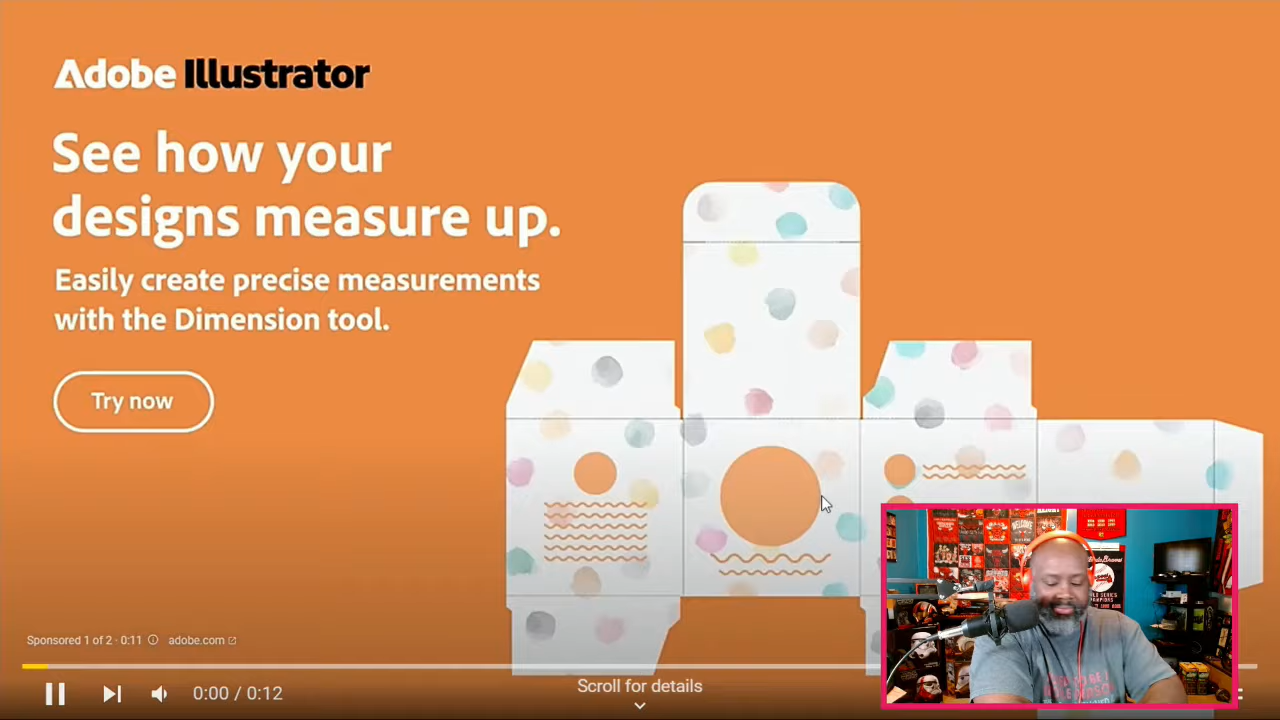 Adobe Illustrator
See how your
designs measure up.
Easily create precise measurements
with the Dimension tool.
Try now
Sponsored 1 of 2 · 0:11
adobe.com
0:00 / 0:12
Scroll for details